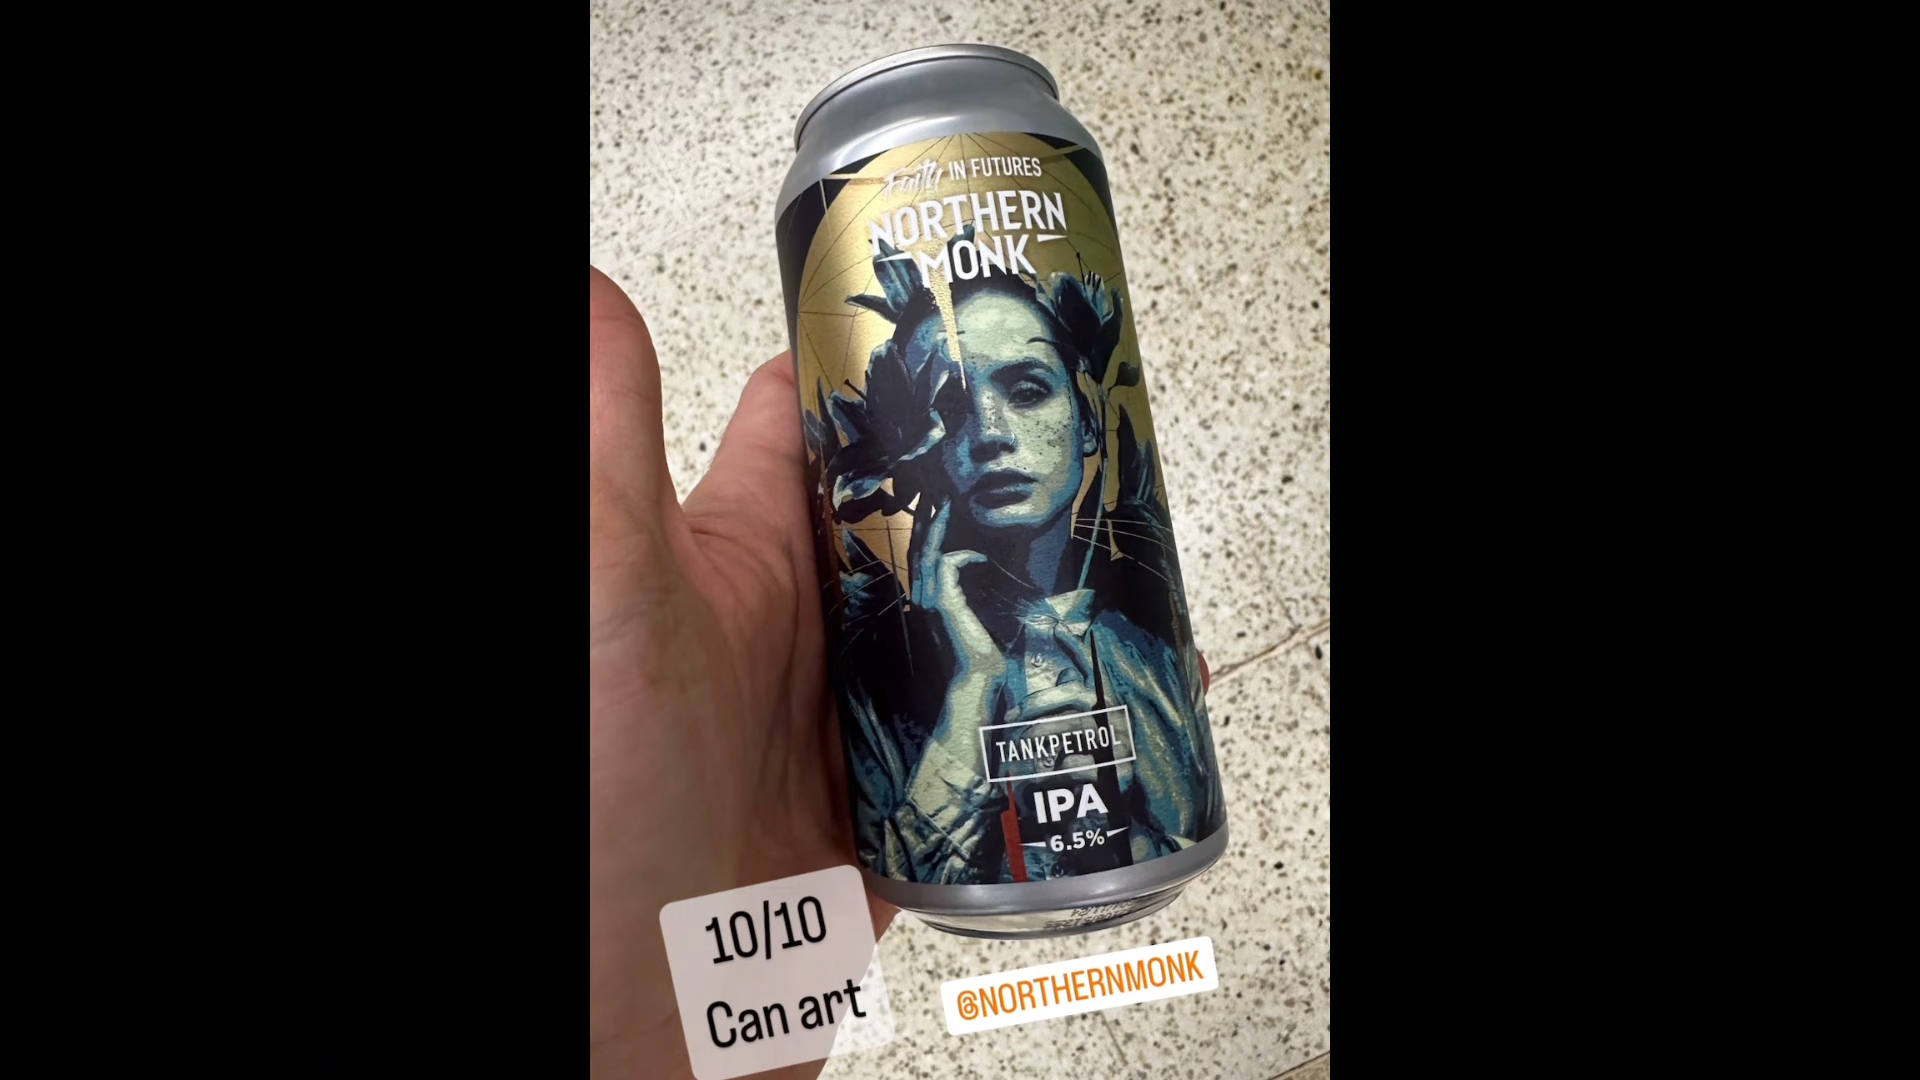 Faith IN FUTURES
NORTHERN
MONK
TANKPETROL
IPA
6.5%
10/10
Can art
@NORTHERNMONK